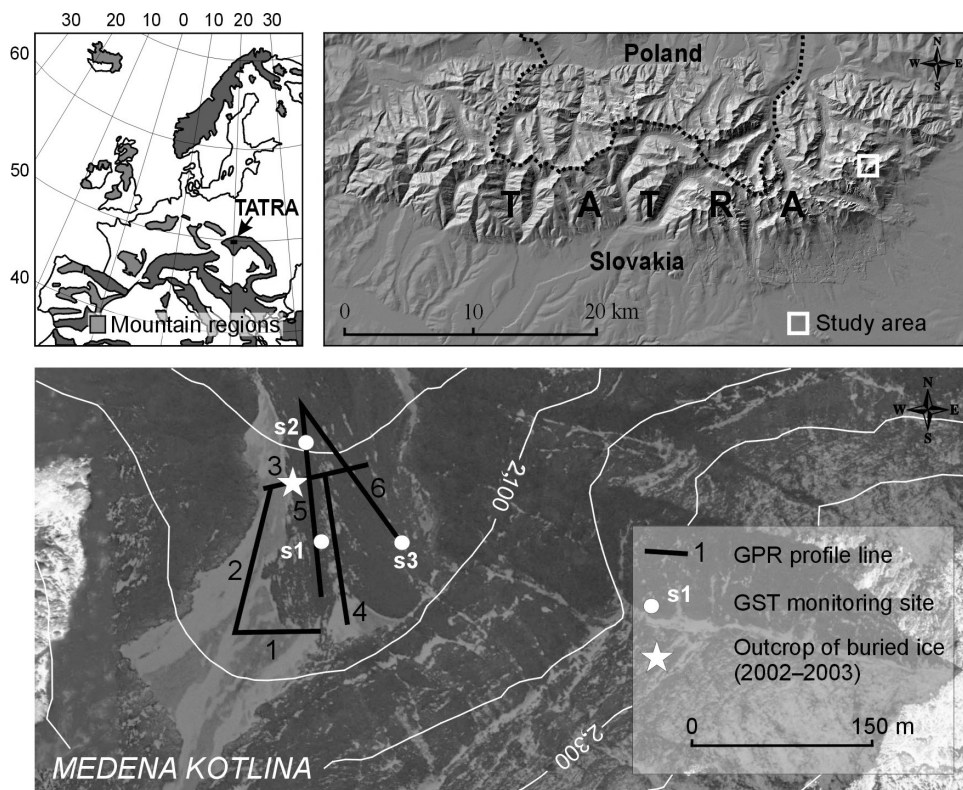 30 20 10 0 10 20 30
60
50
40
TATRA
Mountain regions
Poland
N
W E
S
T A T R A
Slovakia
0 10 20 km
Study area
N
W E
S
s2
3
6
5
2,100
s1
s3
2
4
1
2,300
MEDENA KOTLINA
1 GPR profile line
s1 GST monitoring site
Outcrop of buried ice
(2002–2003)
0 150 m